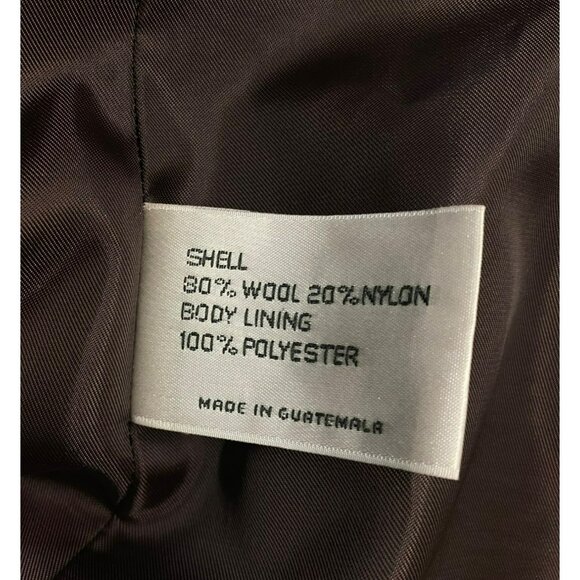 SHELL
80% WOOL 20% NYLON
BODY LINING
100% POLYESTER
MADE IN GUATEMALA